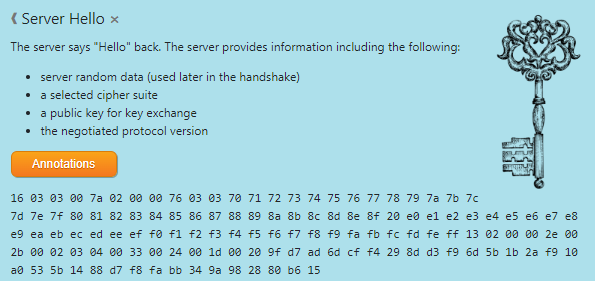 ⟪ Server Hello ×
The server says "Hello" back. The server provides information including the following:
• server random data (used later in the handshake)
• a selected cipher suite
• a public key for key exchange
• the negotiated protocol version
Annotations
16 03 03 00 7a 02 00 00 76 03 03 70 71 72 73 74 75 76 77 78 79 7a 7b 7c
7d 7e 7f 80 81 82 83 84 85 86 87 88 89 8a 8b 8c 8d 8e 8f 20 e0 e1 e2 e3 e4 e5 e6 e7 e8
e9 ea eb ec ed ee ef f0 f1 f2 f3 f4 f5 f6 f7 f8 f9 fa fb fc fd fe ff 13 02 00 00 2e 00
2b 00 02 03 04 00 33 00 24 00 1d 00 20 9f d7 ad 6d cf f4 29 8d d3 f9 6d 5b 1b 2a f9 10
a0 53 5b 14 88 d7 f8 fa bb 34 9a 98 28 80 b6 15